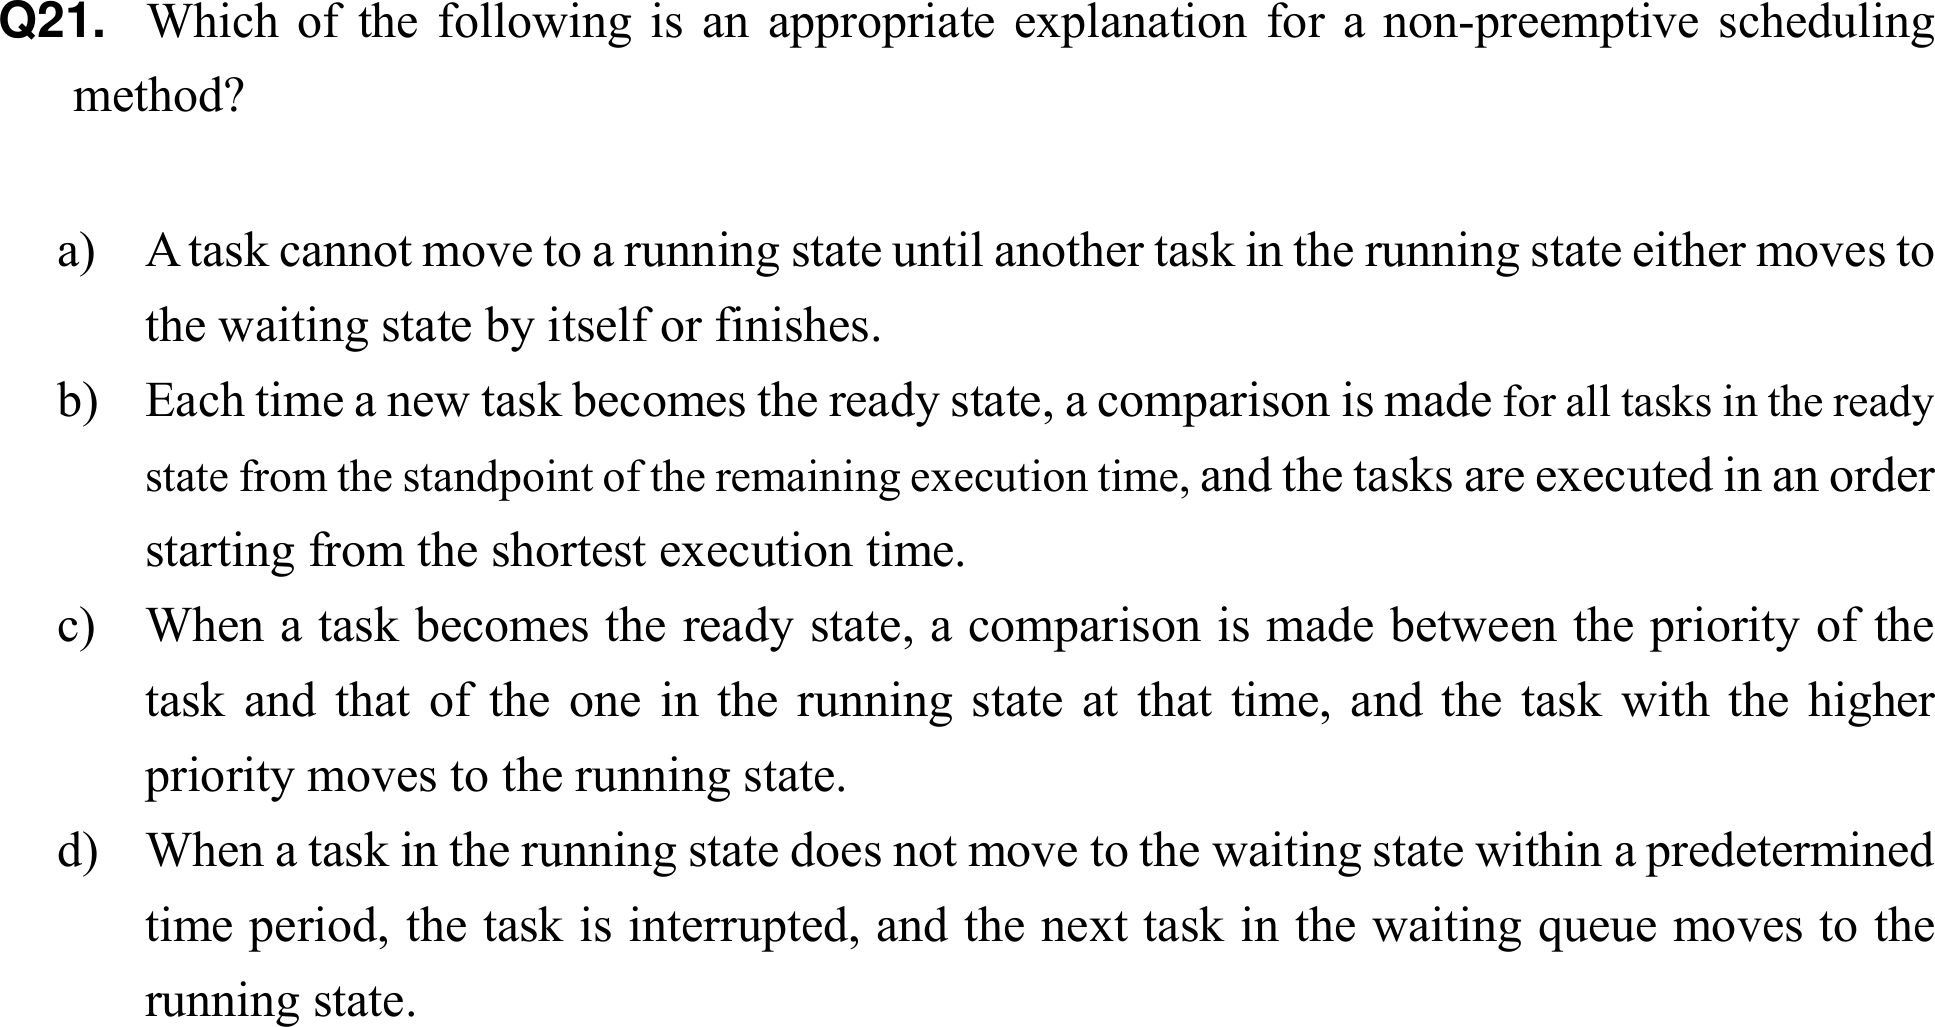 Q21. Which of the following is an appropriate explanation for a non-preemptive scheduling
method?
a) A task cannot move to a running state until another task in the running state either moves to
the waiting state by itself or finishes.
b) Each time a new task becomes the ready state, a comparison is made for all tasks in the ready
state from the standpoint of the remaining execution time, and the tasks are executed in an order
starting from the shortest execution time.
c) When a task becomes the ready state, a comparison is made between the priority of the
task and that of the one in the running state at that time, and the task with the higher
priority moves to the running state.
d) When a task in the running state does not move to the waiting state within a predetermined
time period, the task is interrupted, and the next task in the waiting queue moves to the
running state.